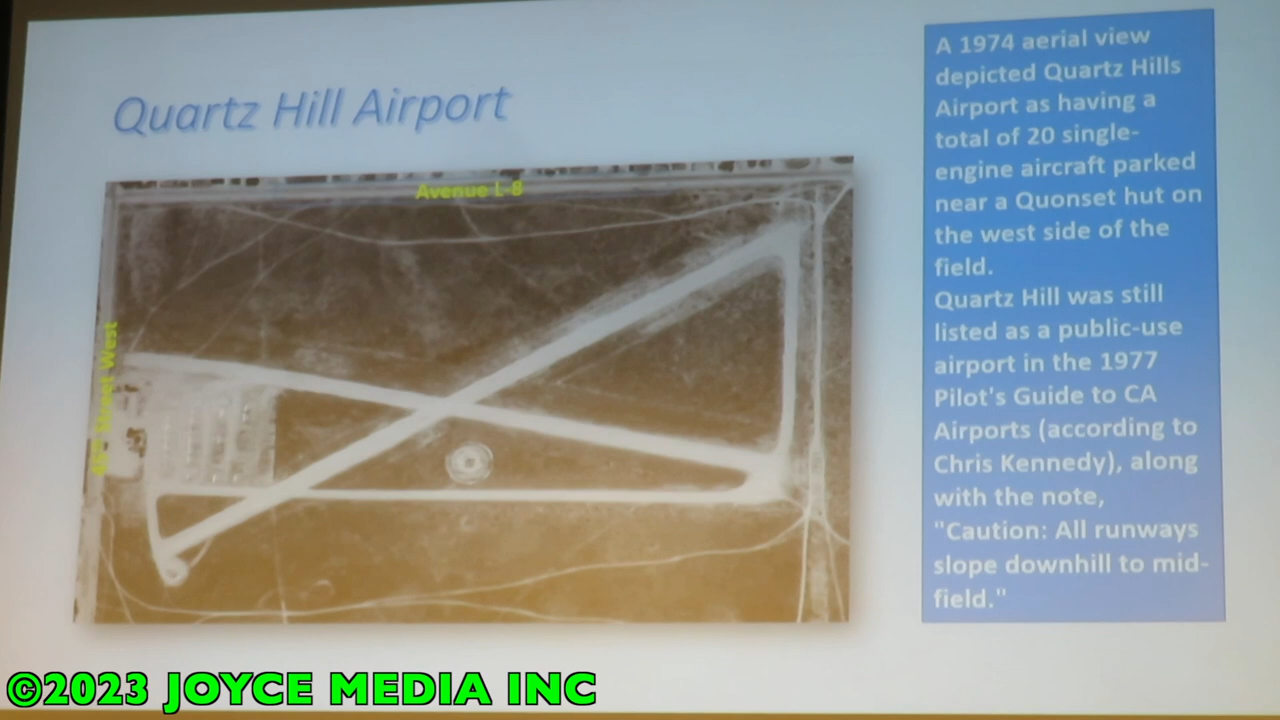 Quartz Hill Airport
Avenue L-8
Street West
A 1974 aerial view
depicted Quartz Hills
Airport as having a
total of 20 single-
engine aircraft parked
near a Quonset hut on
the west side of the
field.
Quartz Hill was still
listed as a public-use
airport in the 1977
Pilot's Guide to CA
Airports (according to
Chris Kennedy), along
with the note,
"Caution: All runways
slope downhill to mid-
field."
©2023 JOYCE MEDIA INC